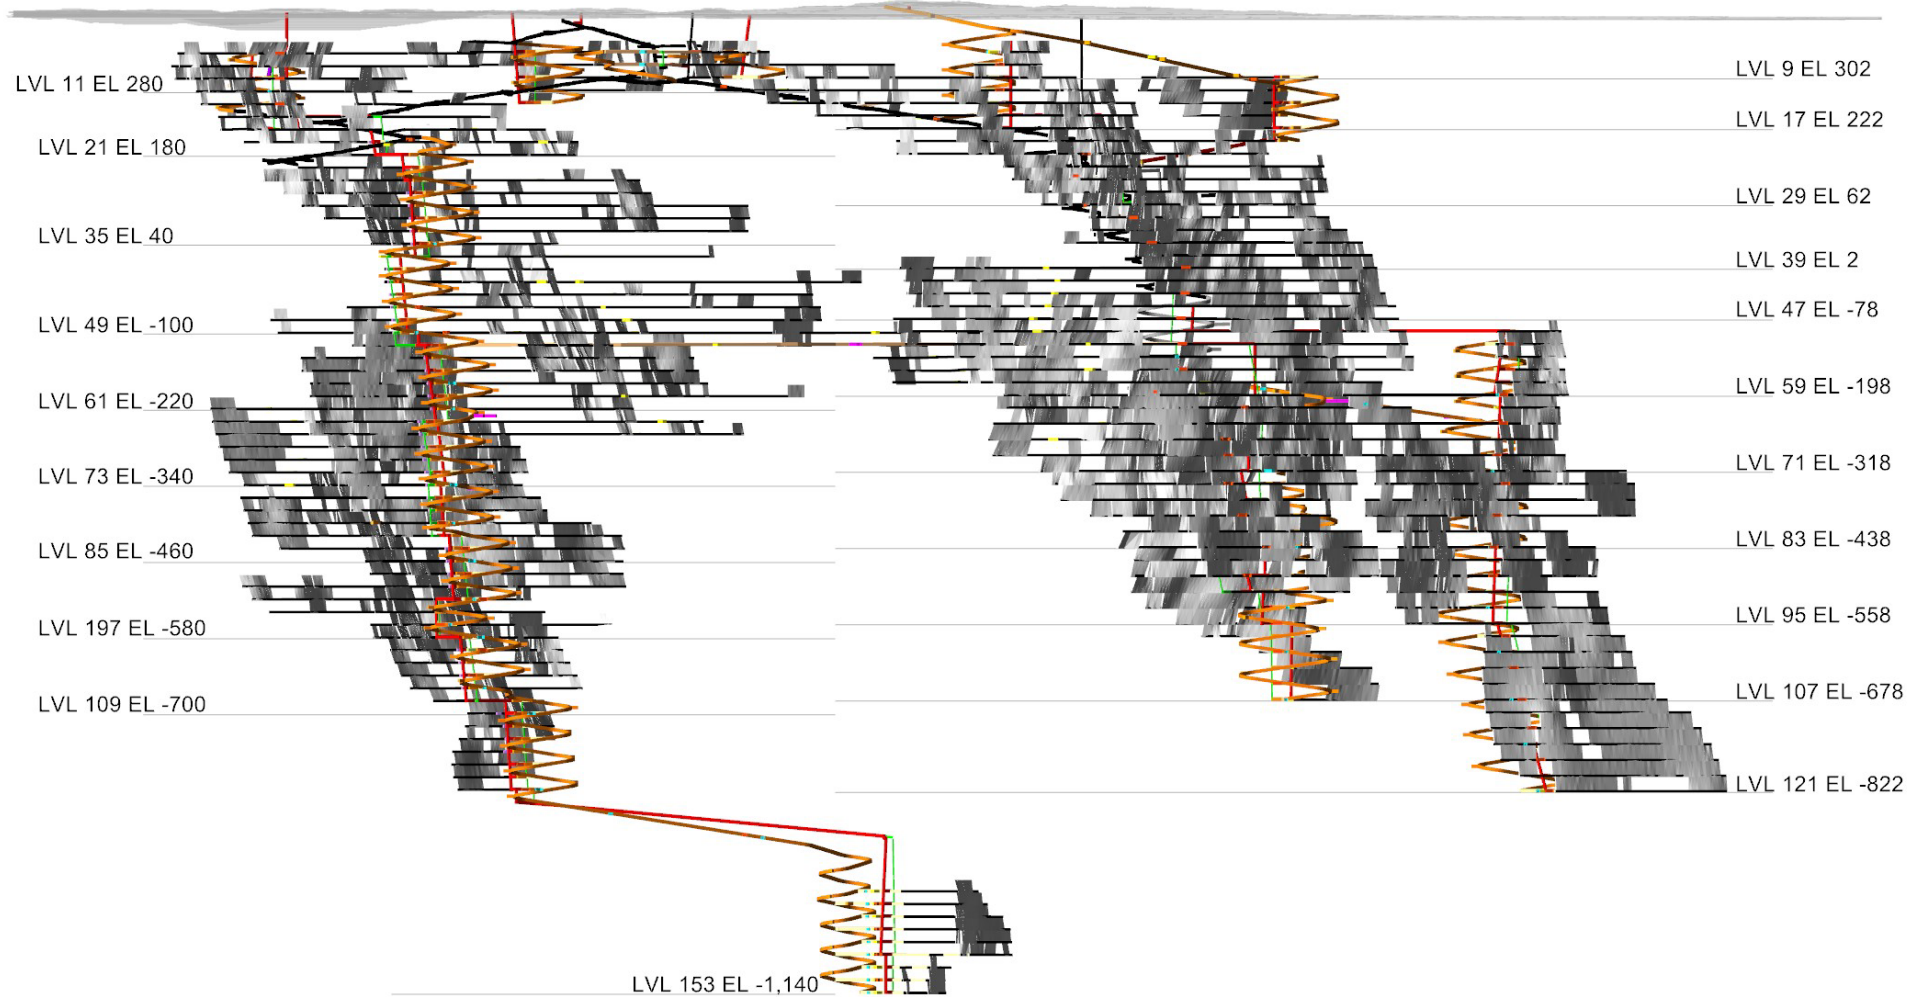 LVL 9 EL 302
LVL 11 EL 280
LVL 17 EL 222
LVL 21 EL 180
LVL 29 EL 62
LVL 35 EL 40
LVL 39 EL 2
LVL 47 EL -78
LVL 49 EL -100
LVL 59 EL -198
LVL 61 EL -220
LVL 71 EL -318
LVL 73 EL -340
LVL 83 EL -438
LVL 85 EL -460
LVL 95 EL -558
LVL 197 EL -580
LVL 107 EL -678
LVL 109 EL -700
LVL 121 EL -822
LVL 153 EL -1,140